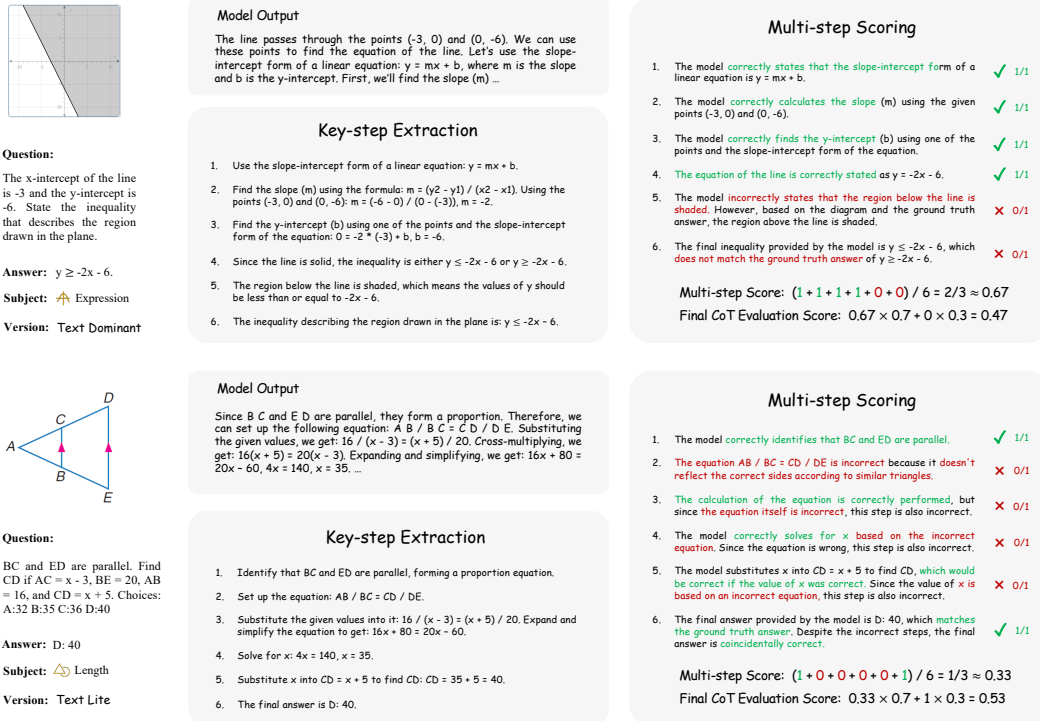 Question:
The x-intercept of the line
is -3 and the y-intercept is
-6. State the inequality
that describes the region
drawn in the plane.
Answer: y ≥ -2x - 6.
Subject: Expression
Version: Text Dominant
Model Output
The line passes through the points (-3, 0) and (0, -6). We can use
these points to find the equation of the line. Let's use the slope-
intercept form of a linear equation: y = mx + b, where m is the slope
and b is the y-intercept. First, we'll find the slope (m) ...
Key-step Extraction
1. Use the slope-intercept form of a linear equation: y = mx + b.
2. Find the slope (m) using the formula: m = (y2 - y1) / (x2 - x1). Using the
points (-3, 0) and (0, -6): m = (-6 - 0) / (0 - (-3)), m = -2.
3. Find the y-intercept (b) using one of the points and the slope-intercept
form of the equation: 0 = -2 * (-3) + b, b = -6.
4. Since the line is solid, the inequality is either y ≤ -2x - 6 or y ≥ -2x - 6.
5. The region below the line is shaded, which means the values of y should
be less than or equal to -2x - 6.
6. The inequality describing the region drawn in the plane is: y ≤ -2x - 6.
Multi-step Scoring
1. The model correctly states that the slope-intercept form of a
linear equation is y = mx + b.
✓ 1/1
2. The model correctly calculates the slope (m) using the given
points (-3, 0) and (0, -6).
✓ 1/1
3. The model correctly finds the y-intercept (b) using one of the
points and the slope-intercept form of the equation.
✓ 1/1
4. The equation of the line is correctly stated as y = -2x - 6.
✓ 1/1
5. The model incorrectly states that the region below the line is
shaded. However, based on the diagram and the ground truth
answer, the region above the line is shaded.
✕ 0/1
6. The final inequality provided by the model is y ≤ -2x - 6, which
does not match the ground truth answer of y ≥ -2x - 6.
✕ 0/1
Multi-step Score: (1 + 1 + 1 + 1 + 0 + 0) / 6 = 2/3 ≈ 0.67
Final CoT Evaluation Score: 0.67 × 0.7 + 0 × 0.3 = 0.47
D
C
A
B
E
Question:
BC and ED are parallel. Find
CD if AC = x - 3, BE = 20, AB
= 16, and CD = x + 5. Choices:
A:32 B:35 C:36 D:40
Answer: D: 40
Subject: Length
Version: Text Lite
Model Output
Since B C and E D are parallel, they form a proportion. Therefore, we
can set up the following equation: A B / B C = C D / D E. Substituting
the given values, we get: 16 / (x - 3) = (x + 5) / 20. Cross-multiplying, we
get: 16(x + 5) = 20(x - 3). Expanding and simplifying, we get: 16x + 80 =
20x - 60, 4x = 140, x = 35. ...
Key-step Extraction
1. Identify that BC and ED are parallel, forming a proportion equation.
2. Set up the equation: AB / BC = CD / DE.
3. Substitute the given values into it: 16 / (x - 3) = (x + 5) / 20. Expand and
simplify the equation to get: 16x + 80 = 20x - 60.
4. Solve for x: 4x = 140, x = 35.
5. Substitute x into CD = x + 5 to find CD: CD = 35 + 5 = 40.
6. The final answer is D: 40.
Multi-step Scoring
1. The model correctly identifies that BC and ED are parallel.
✓ 1/1
2. The equation AB / BC = CD / DE is incorrect because it doesn't
reflect the correct sides according to similar triangles.
✕ 0/1
3. The calculation of the equation is correctly performed, but
since the equation itself is incorrect, this step is also incorrect.
✕ 0/1
4. The model correctly solves for x based on the incorrect
equation. Since the equation is wrong, this step is also incorrect.
✕ 0/1
5. The model substitutes x into CD = x + 5 to find CD, which would
be correct if the value of x was correct. Since the value of x is
based on an incorrect equation, this step is also incorrect.
✕ 0/1
6. The final answer provided by the model is D: 40, which matches
the ground truth answer. Despite the incorrect steps, the final
answer is coincidentally correct.
✓ 1/1
Multi-step Score: (1 + 0 + 0 + 0 + 0 + 1) / 6 = 1/3 ≈ 0.33
Final CoT Evaluation Score: 0.33 × 0.7 + 1 × 0.3 = 0.53